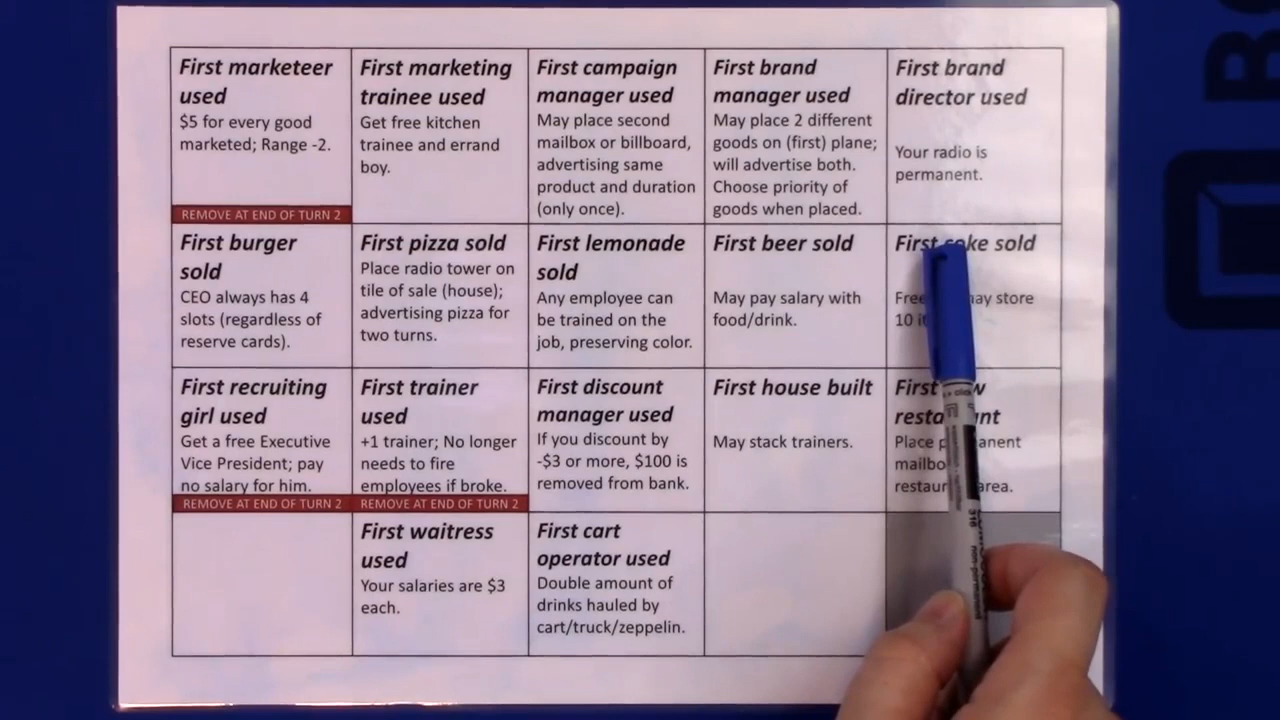 First marketeer
used
$5 for every good
marketed; Range -2.
REMOVE AT END OF TURN 2
First marketing
trainee used
Get free kitchen
trainee and errand
boy.
First campaign
manager used
May place second
mailbox or billboard,
advertising same
product and duration
(only once).
First brand
manager used
May place 2 different
goods on (first) plane;
will advertise both.
Choose priority of
goods when placed.
First brand
director used
Your radio is
permanent.
First burger
sold
CEO always has 4
slots (regardless of
reserve cards).
First pizza sold
Place radio tower on
tile of sale (house);
advertising pizza for
two turns.
First lemonade
sold
Any employee can
be trained on the
job, preserving color.
First beer sold
May pay salary with
food/drink.
First coke sold
may store
10
First recruiting
girl used
Get a free Executive
Vice President; pay
no salary for him.
REMOVE AT END OF TURN 2
First trainer
used
+1 trainer; No longer
needs to fire
employees if broke.
REMOVE AT END OF TURN 2
First discount
manager used
If you discount by
-$3 or more, $100 is
removed from bank.
First house built
May stack trainers.
First
Place
area.
First waitress
used
Your salaries are $3
each.
First cart
operator used
Double amount of
drinks hauled by
cart/truck/zeppelin.
316
non-permanent